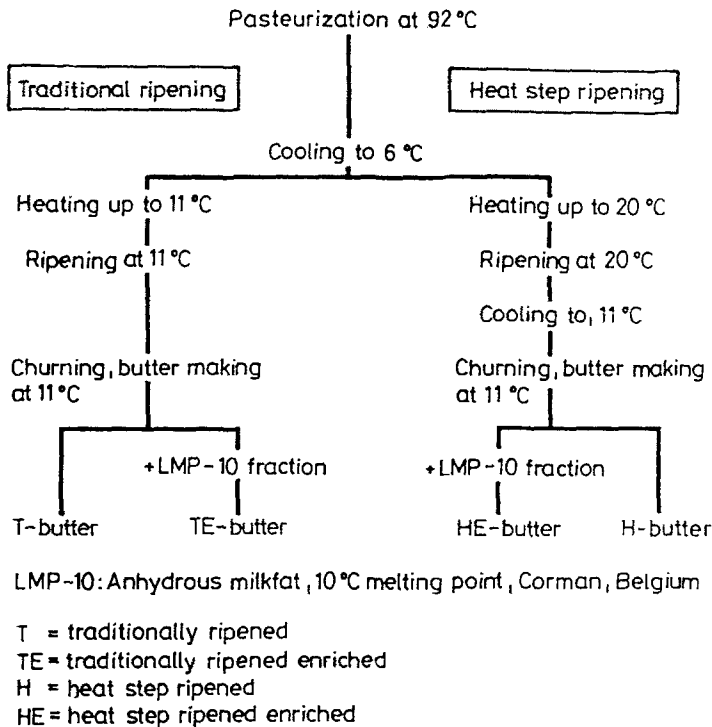 Pasteurization at 92°C
Traditional ripening
Heat step ripening
Cooling to 6 °C
Heating up to 11 °C
Ripening at 11 °C
Churning, butter making
at 11 °C
+LMP-10 fraction
T-butter
TE-butter
Heating up to 20 °C
Ripening at 20 °C
Cooling to, 11 °C
Churning, butter making
at 11 °C
+LMP-10 fraction
HE-butter
H-butter
LMP-10: Anhydrous milkfat, 10 °C melting point, Corman, Belgium
T = traditionally ripened
TE = traditionally ripened enriched
H = heat step ripened
HE = heat step ripened enriched